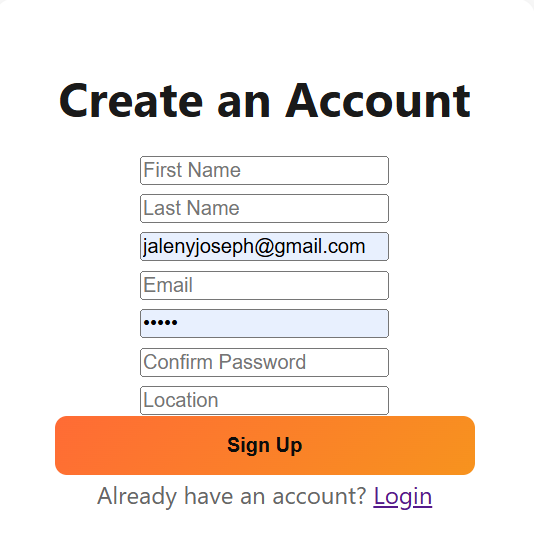 Create an Account
First Name
Last Name
jalenyjoseph@gmail.com
Email
•••••
Confirm Password
Location
Sign Up
Already have an account? Login